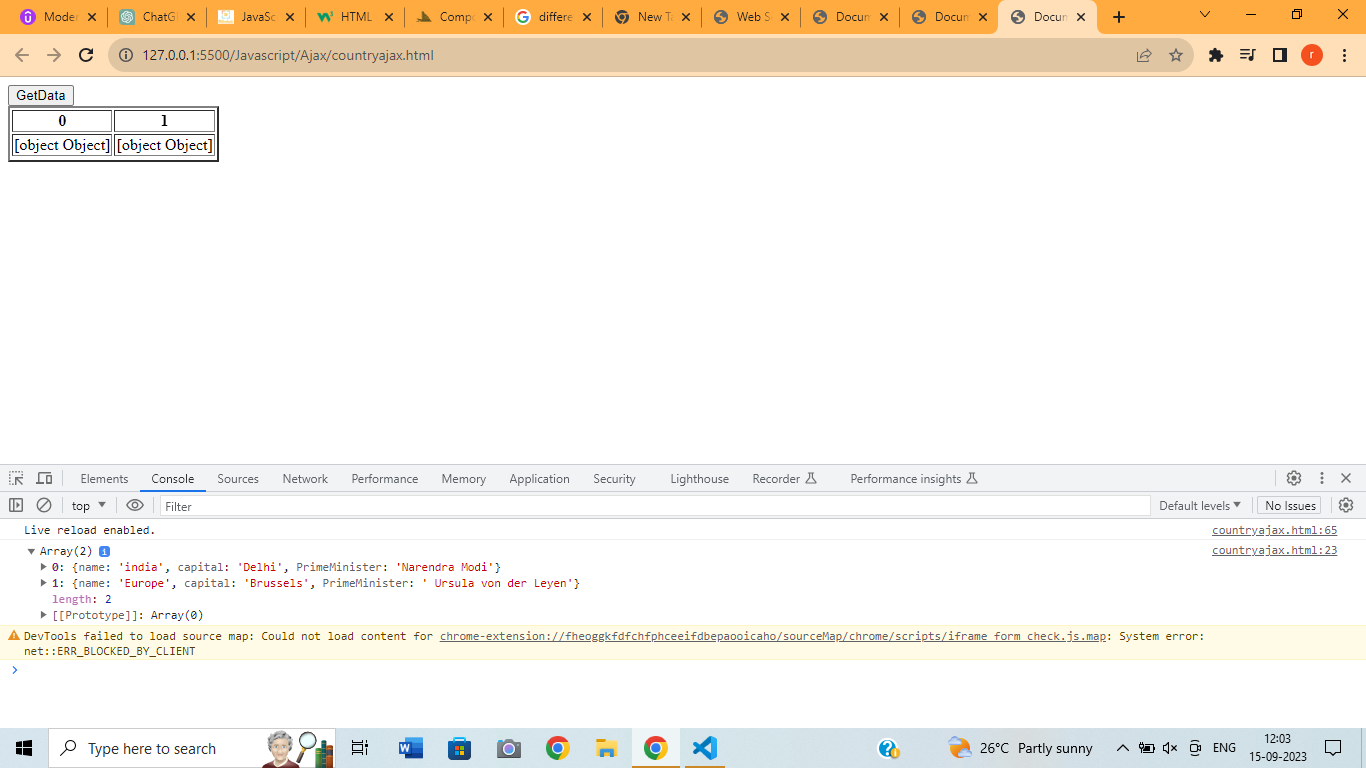 Moder
ChatG
JavaSc
HTML
Compo
differe
New Ta
Web S
Docum
Docum
Docum
127.0.0.1:5500/Javascript/Ajax/countryajax.html
r
GetData
0 1
[object Object] [object Object]
Elements Console Sources Network Performance Memory Application Security Lighthouse Recorder Performance insights
top Filter Default levels No Issues
Live reload enabled. countryajax.html:65
Array(2) i countryajax.html:23
0: {name: 'india', capital: 'Delhi', PrimeMinister: 'Narendra Modi'}
1: {name: 'Europe', capital: 'Brussels', PrimeMinister: ' Ursula von der Leyen'}
length: 2
[[Prototype]]: Array(0)
DevTools failed to load source map: Could not load content for chrome-extension://fheoggkfdfchfphceeifdbepaooicaho/sourceMap/chrome/scripts/iframe_form_check.js.map: System error:
net::ERR_BLOCKED_BY_CLIENT
Type here to search
26°C Partly sunny
ENG
12:03
15-09-2023